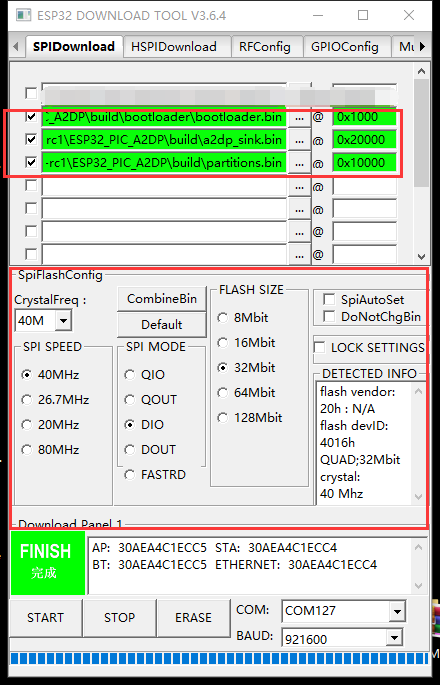 ESP32 DOWNLOAD TOOL V3.6.4
SPIDownload HSPIDownload RFConfig GPIOConfig Mu
... @
C_A2DP\build\bootloader\bootloader.bin ... @ 0x1000
rc1\ESP32_PIC_A2DP\build\a2dp_sink.bin ... @ 0x20000
-rc1\ESP32_PIC_A2DP\build\partitions.bin ... @ 0x10000
... @
... @
... @
... @
SpiFlashConfig
CrystalFreq :
40M
CombineBin
Default
SPI SPEED
40MHz
26.7MHz
20MHz
80MHz
SPI MODE
QIO
QOUT
DIO
DOUT
FASTRD
FLASH SIZE
8Mbit
16Mbit
32Mbit
64Mbit
128Mbit
SpiAutoSet
DoNotChgBin
LOCK SETTINGS
DETECTED INFO
flash vendor:
20h : N/A
flash devID:
4016h
QUAD;32Mbit
crystal:
40 Mhz
Download Panel 1
FINISH
完成
AP: 30AEA4C1ECC5 STA: 30AEA4C1ECC4
BT: 30AEA4C1ECC5 ETHERNET: 30AEA4C1ECC4
START STOP ERASE
COM: COM127
BAUD: 921600